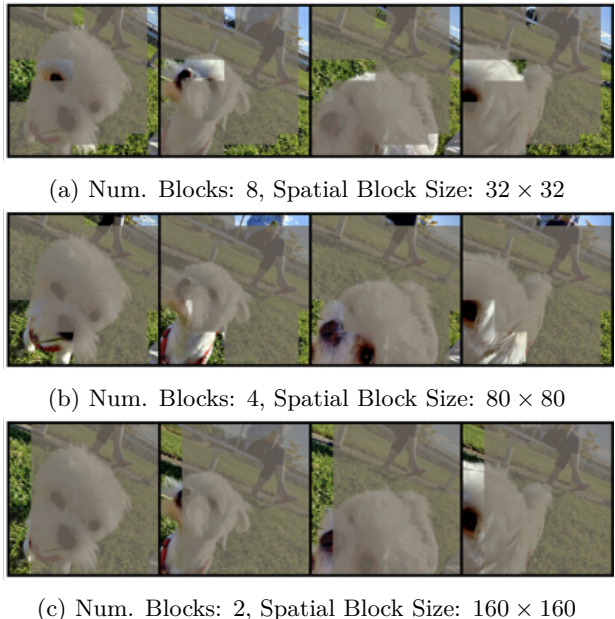 (a) Num. Blocks: 8, Spatial Block Size: 32 × 32
(b) Num. Blocks: 4, Spatial Block Size: 80 × 80
(c) Num. Blocks: 2, Spatial Block Size: 160 × 160